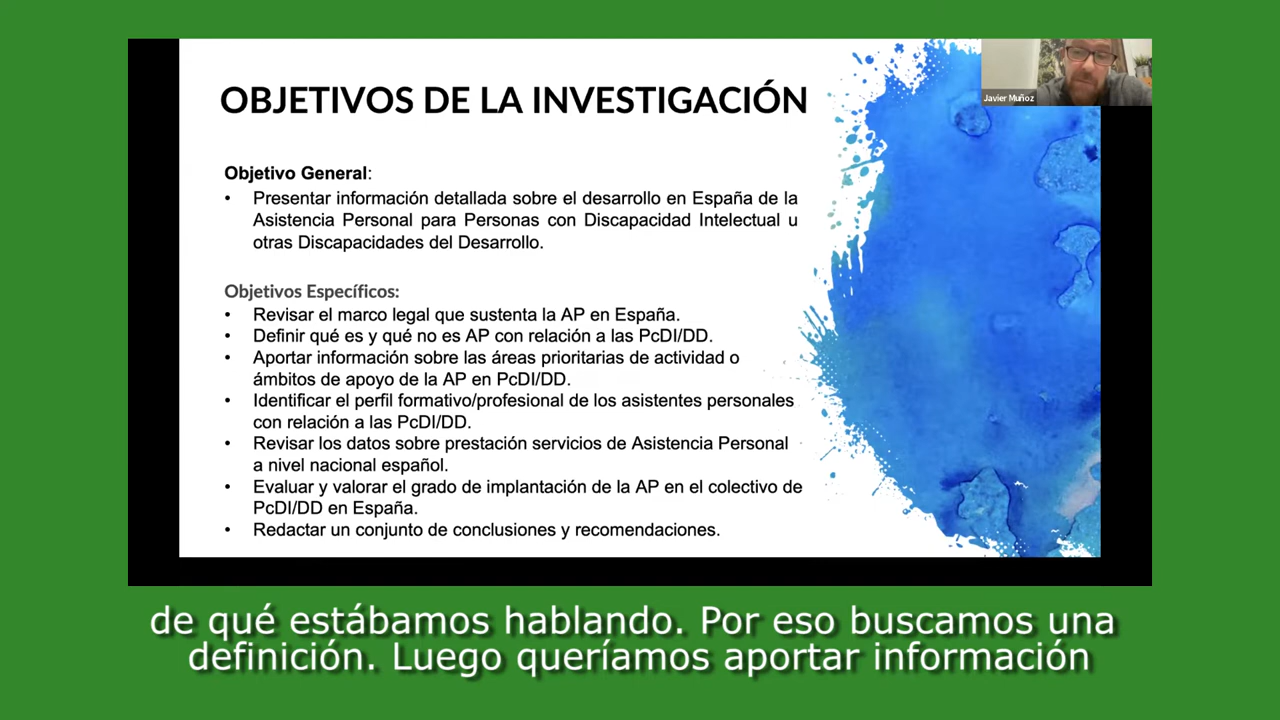 OBJETIVOS DE LA INVESTIGACIÓN
Javier Muñoz
Objetivo General:
• Presentar información detallada sobre el desarrollo en España de la
Asistencia Personal para Personas con Discapacidad Intelectual u
otras Discapacidades del Desarrollo.
Objetivos Específicos:
• Revisar el marco legal que sustenta la AP en España.
• Definir qué es y qué no es AP con relación a las PcDI/DD.
• Aportar información sobre las áreas prioritarias de actividad o
ámbitos de apoyo de la AP en PcDI/DD.
• Identificar el perfil formativo/profesional de los asistentes personales
con relación a las PcDI/DD.
• Revisar los datos sobre prestación servicios de Asistencia Personal
a nivel nacional español.
• Evaluar y valorar el grado de implantación de la AP en el colectivo de
PcDI/DD en España.
• Redactar un conjunto de conclusiones y recomendaciones.
de qué estábamos hablando. Por eso buscamos una
definición. Luego queríamos aportar información